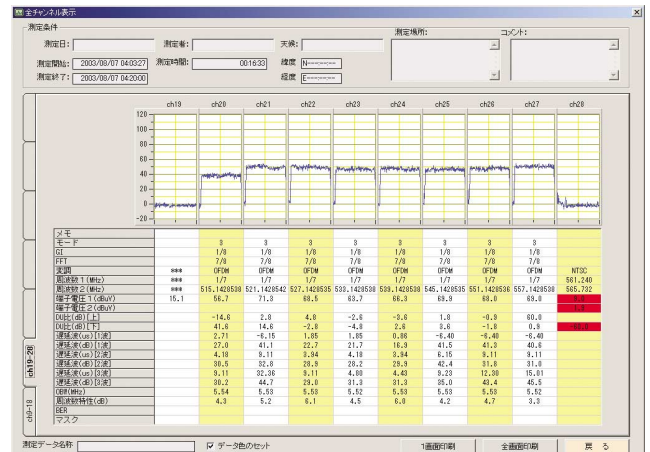 全チャンネル表示
測定条件
測定日:
測定者:
天候:
測定場所:
コメント:
測定開始: 2003/08/07 04:03:27
測定時間: 00:16:33
緯度 N
測定終了: 2003/08/07 04:20:00
経度 E
ch19 ch20 ch21 ch22 ch23 ch24 ch25 ch26 ch27 ch28
120
100
80
60
40
20
0
-20
メモ
モード 3 3 3 3 3 3 3 3
GI 1/8 1/8 1/8 1/8 1/8 1/8 1/8 1/8
FFT 7/8 7/8 7/8 7/8 7/8 7/8 7/8 7/8
変調 OFDM OFDM OFDM OFDM OFDM OFDM OFDM OFDM NTSC
周波数1(MHz) *** 1/7 1/7 1/7 1/7 1/7 1/7 1/7 1/7 561.240
周波数2(MHz) *** 515.1428538 521.1428542 527.1428535 533.1428538 539.1428538 545.1428535 551.1428536 557.1428538 565.732
端子電圧1(dBuV) 15.1 56.7 71.3 68.5 63.7 66.3 69.9 68.0 69.0
端子電圧2(dBuV)
DU比(dB)[上] -14.6 2.8 4.8 -2.6 -3.6 1.8 -0.9 60.0
DU比(dB)[下] 41.6 14.6 -2.8 -4.8 2.6 3.6 -1.8 0.9
遅延波(us)[1波] 2.71 -6.15 1.85 1.85 0.86 -6.40 -6.40 -6.40
遅延波(dB)[1波] 27.0 41.1 22.7 21.7 16.9 41.5 41.3 40.6
遅延波(us)[2波] 4.18 9.11 3.94 4.18 3.94 6.15 9.11 9.11
遅延波(dB)[2波] 30.5 32.8 28.9 28.2 29.9 42.4 31.8 31.0
遅延波(us)[3波] 9.11 32.36 9.11 4.80 4.43 9.23 12.30 15.01
遅延波(dB)[3波] 38.2 44.7 29.0 31.3 31.3 35.0 43.4 45.5
OBW(MHz) 5.54 5.53 5.53 5.53 5.53 5.53 5.53 5.52
周波数特性(dB) 4.3 5.2 6.1 4.5 6.0 4.2 4.7 3.3
BER
マスク
ch19-28
ch9-18
測定データ名称
データ色のセット
1画面印刷
全画面印刷
戻る